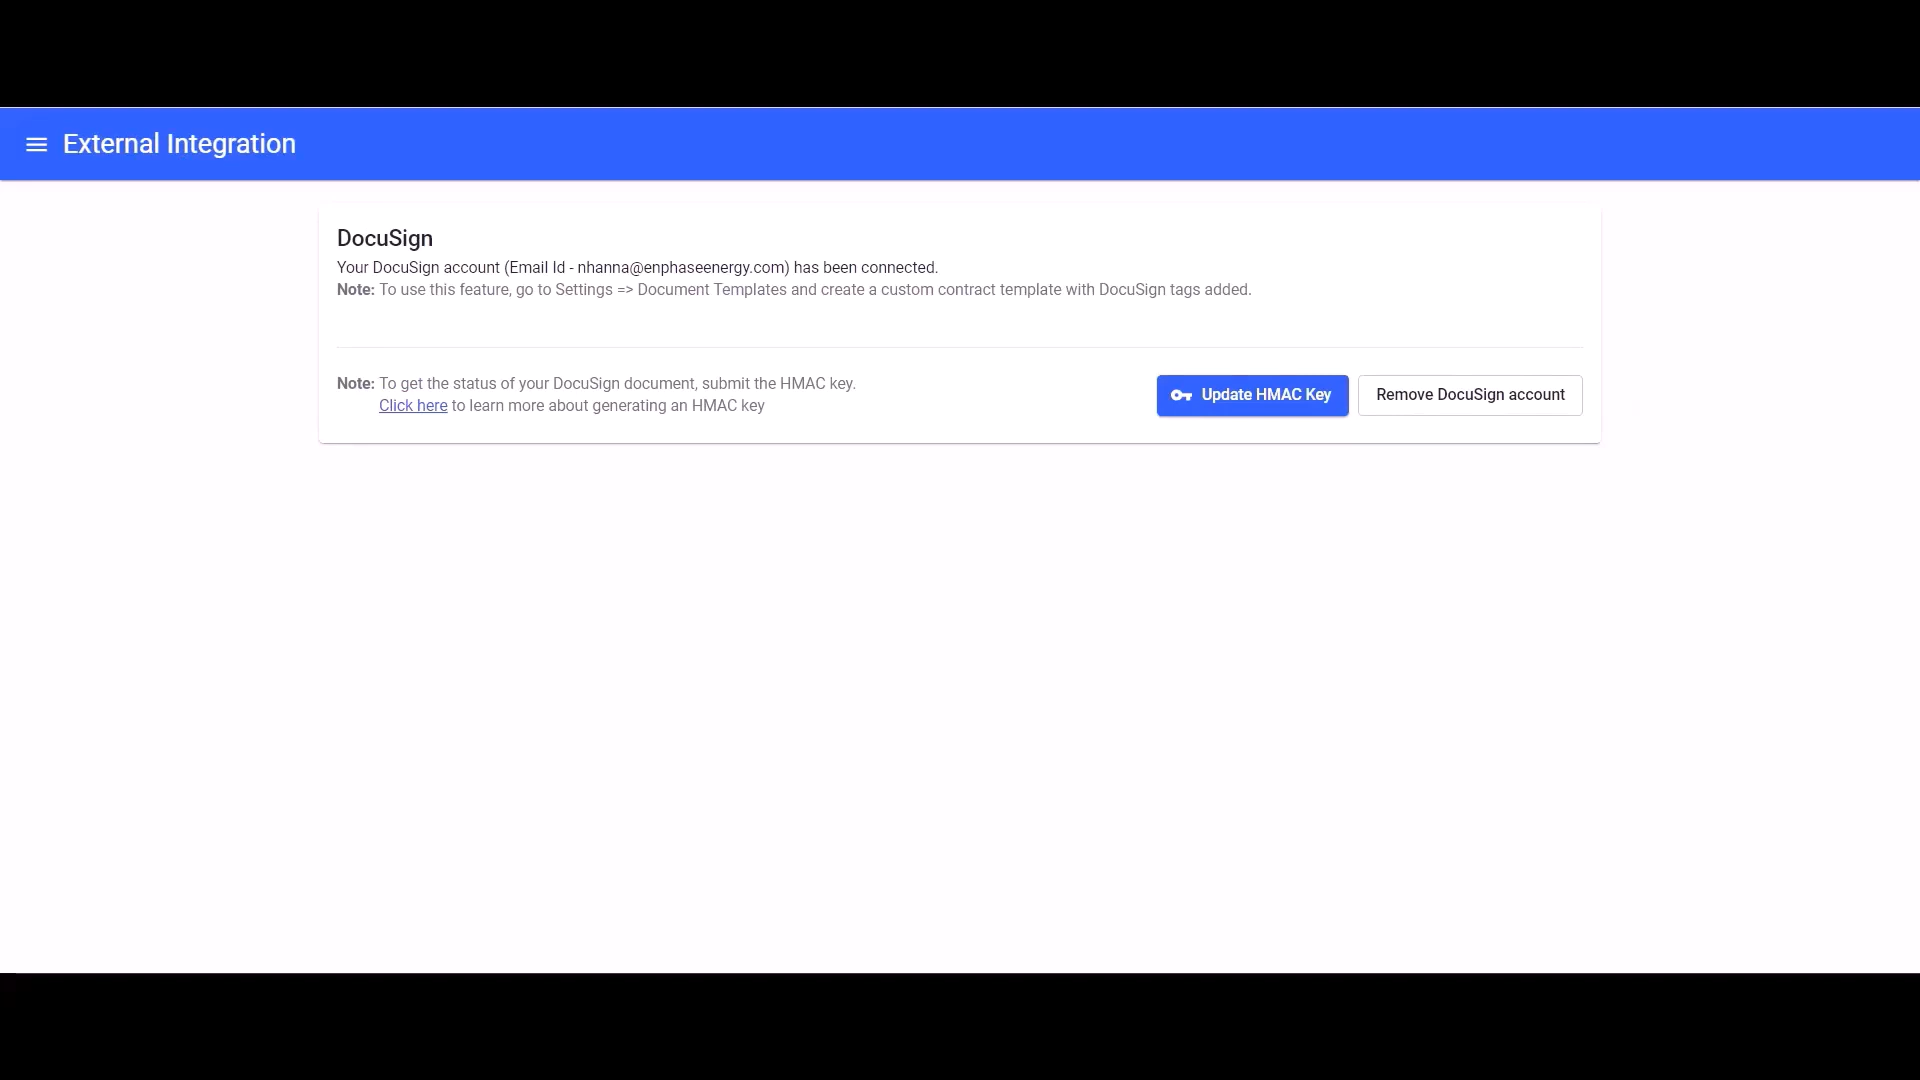 External Integration
DocuSign
Your DocuSign account (Email Id - nhanna@enphaseenergy.com) has been connected.
Note: To use this feature, go to Settings => Document Templates and create a custom contract template with DocuSign tags added.
Note: To get the status of your DocuSign document, submit the HMAC key.
Click here to learn more about generating an HMAC key
Update HMAC Key
Remove DocuSign account